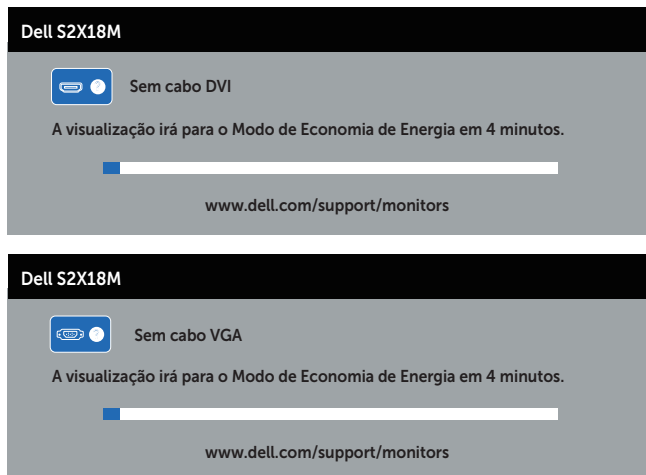 Dell S2X18M
Sem cabo DVI
A visualização irá para o Modo de Economia de Energia em 4 minutos.
www.dell.com/support/monitors
Dell S2X18M
Sem cabo VGA
A visualização irá para o Modo de Economia de Energia em 4 minutos.
www.dell.com/support/monitors